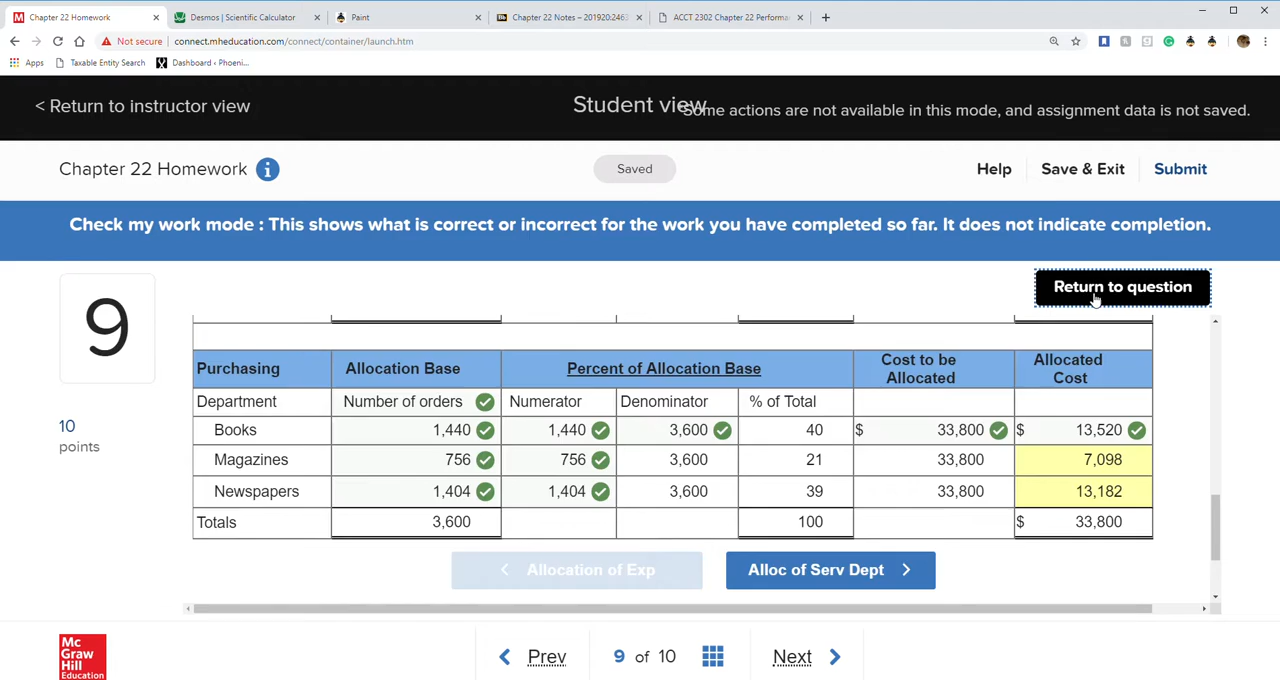 Chapter 22 Homework
Desmos | Scientific Calculator
Paint
Chapter 22 Notes – 201920:2463
ACCT 2302 Chapter 22 Performa
Not secure | connect.mheducation.com/connect/container/launch.htm
Apps Taxable Entity Search Dashboard ‹ Phoeni...
< Return to instructor view
Student view
Some actions are not available in this mode, and assignment data is not saved.
Chapter 22 Homework
Saved
Help Save & Exit Submit
Check my work mode : This shows what is correct or incorrect for the work you have completed so far. It does not indicate completion.
9
Return to question
10
points
Purchasing Allocation Base Percent of Allocation Base Cost to be Allocated Allocated Cost
Department Number of orders Numerator Denominator % of Total
Books 1,440 1,440 3,600 40 $ 33,800 $ 13,520
Magazines 756 756 3,600 21 33,800 7,098
Newspapers 1,404 1,404 3,600 39 33,800 13,182
Totals 3,600 100 $ 33,800
< Allocation of Exp Alloc of Serv Dept >
Mc
Graw
Hill
Education
Prev 9 of 10 Next